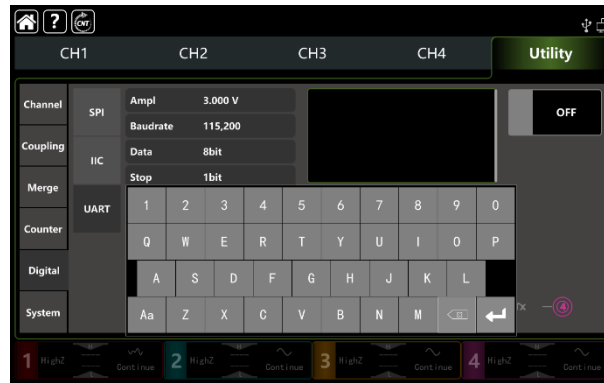 ? CNT
CH1 CH2 CH3 CH4 Utility
Channel
Coupling
Merge
Counter
Digital
System
SPI
IIC
UART
Ampl 3.000 V
Baudrate 115,200
Data 8bit
Stop 1bit
OFF
1 2 3 4 5 6 7 8 9 0
Q W E R T Y U I O P
A S D F G H J K L
Aa Z X C V B N M
Tx 4
1 HighZ Continue 2 HighZ Continue 3 HighZ Continue 4 HighZ Continue